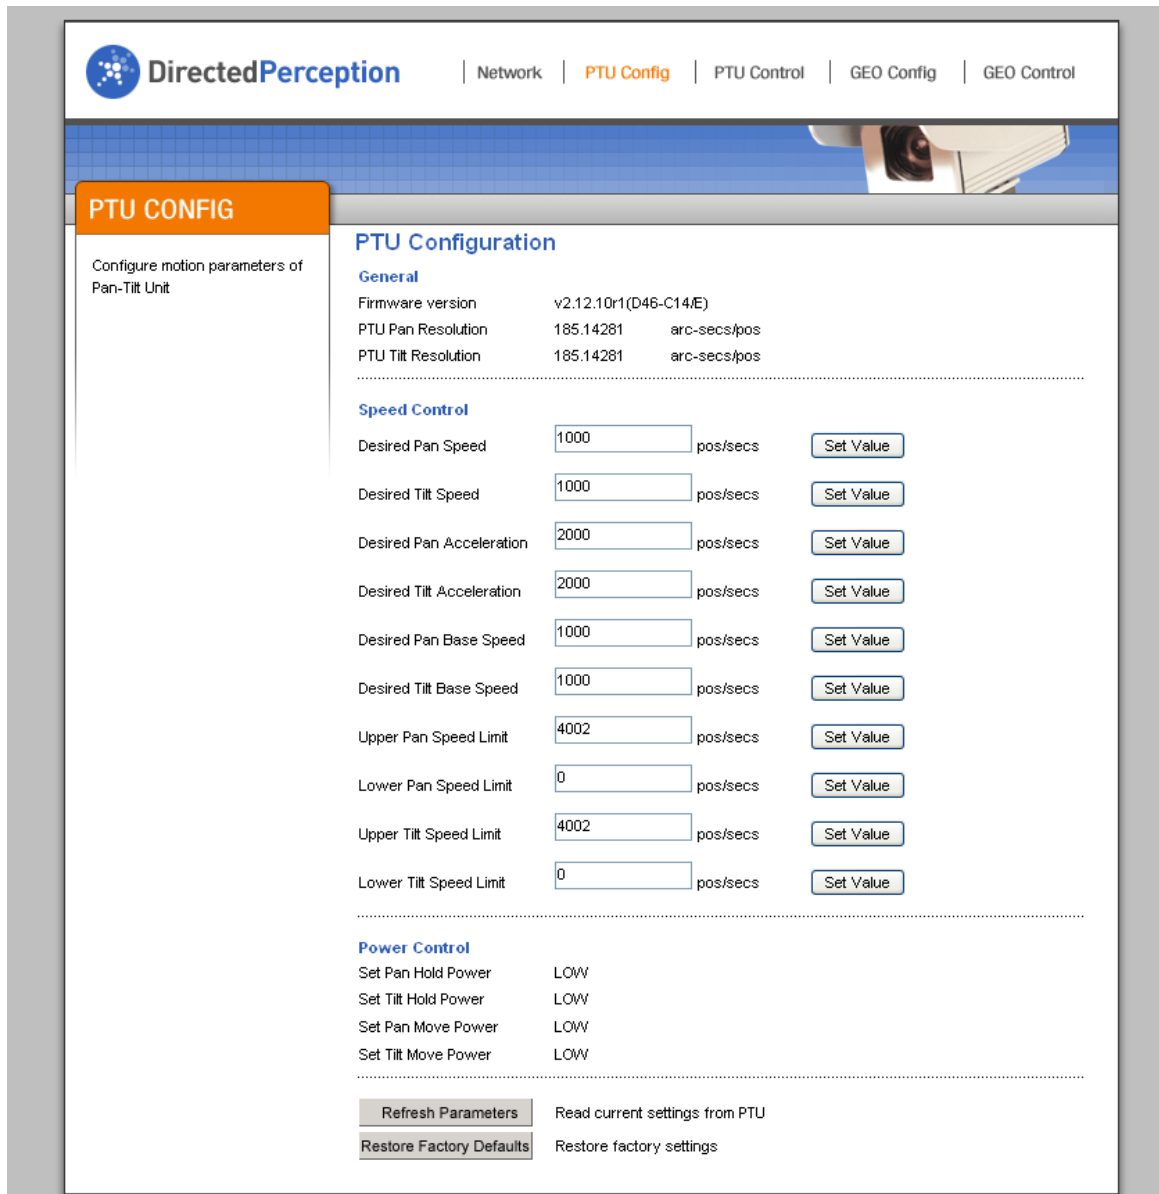 DirectedPerception | Network | PTU Config | PTU Control | GEO Config | GEO Control
PTU CONFIG
Configure motion parameters of
Pan-Tilt Unit
PTU Configuration
General
Firmware version v2.12.10r1(D46-C14/E)
PTU Pan Resolution 185.14281 arc-secs/pos
PTU Tilt Resolution 185.14281 arc-secs/pos
Speed Control
Desired Pan Speed 1000 pos/secs Set Value
Desired Tilt Speed 1000 pos/secs Set Value
Desired Pan Acceleration 2000 pos/secs Set Value
Desired Tilt Acceleration 2000 pos/secs Set Value
Desired Pan Base Speed 1000 pos/secs Set Value
Desired Tilt Base Speed 1000 pos/secs Set Value
Upper Pan Speed Limit 4002 pos/secs Set Value
Lower Pan Speed Limit 0 pos/secs Set Value
Upper Tilt Speed Limit 4002 pos/secs Set Value
Lower Tilt Speed Limit 0 pos/secs Set Value
Power Control
Set Pan Hold Power LOW
Set Tilt Hold Power LOW
Set Pan Move Power LOW
Set Tilt Move Power LOW
Refresh Parameters Read current settings from PTU
Restore Factory Defaults Restore factory settings